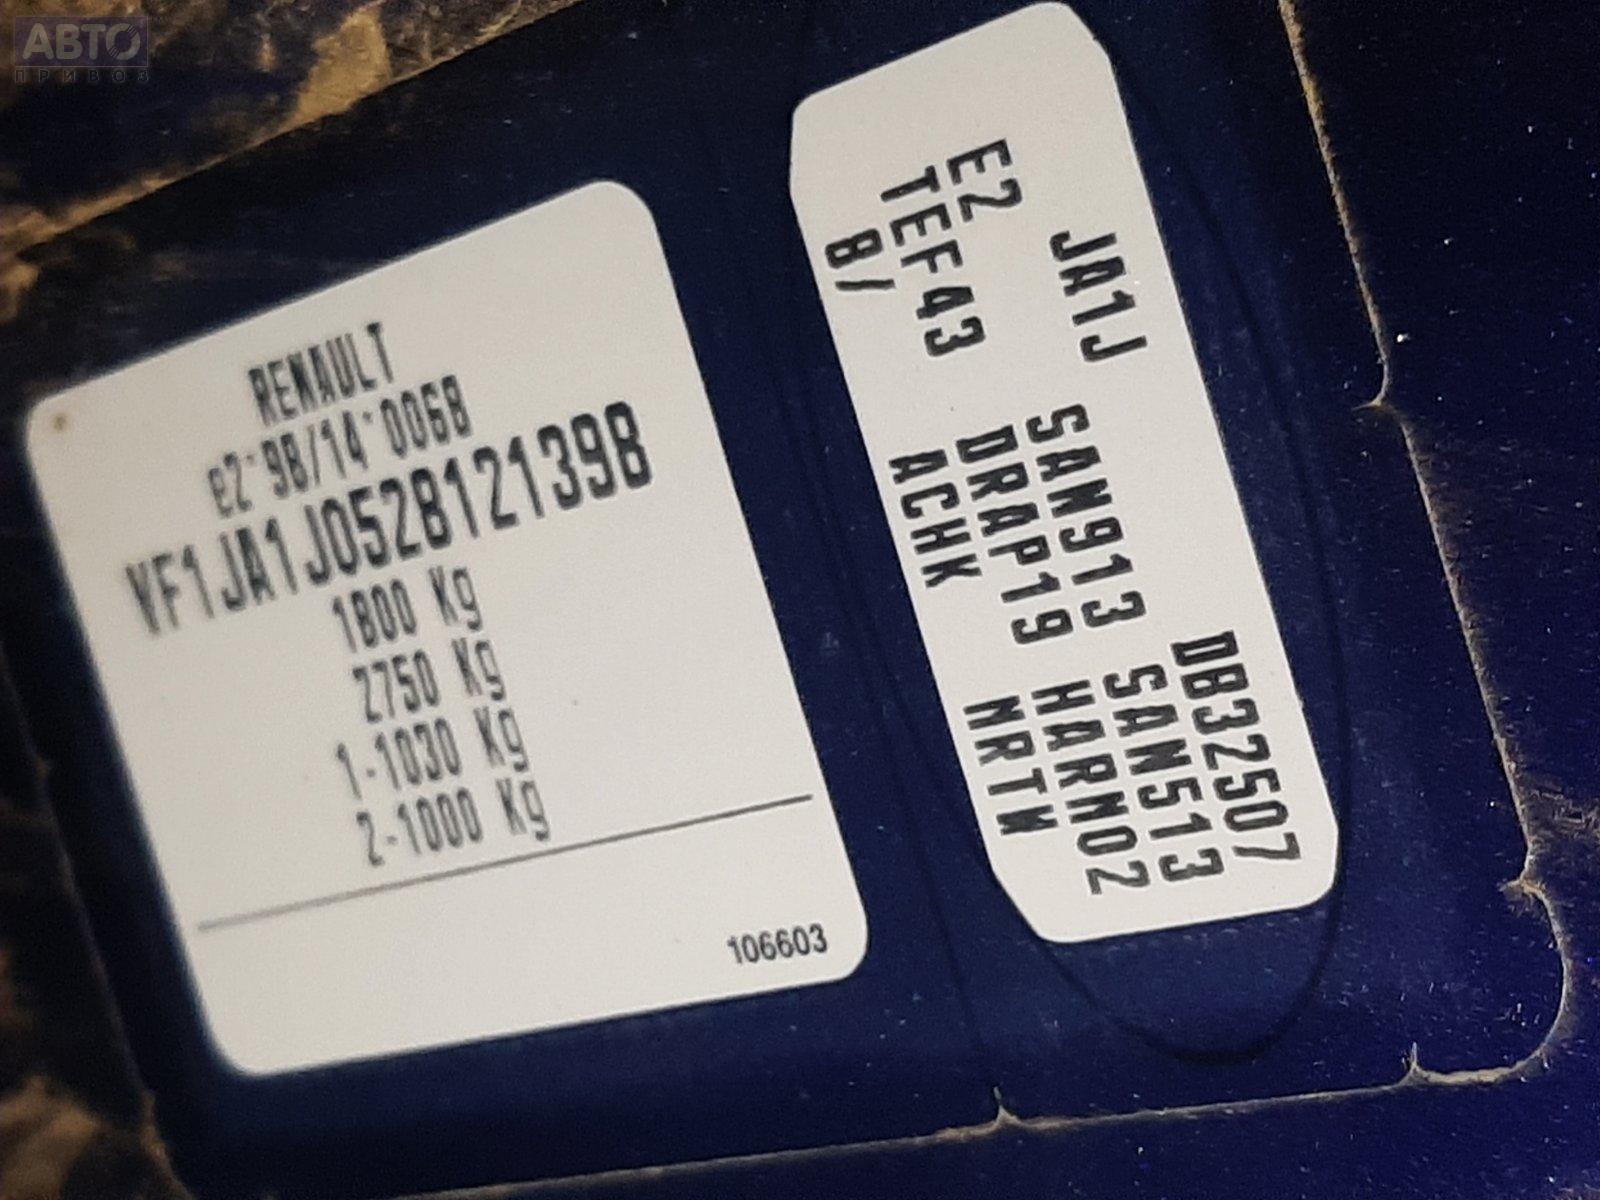 АВТО
ПРИВОЗ
RENAULT
e2*98/14*0068
VF1JA1J0528121398
1800 Kg
2750 Kg
1-1030 Kg
2-1000 Kg
106603
JA1J DB32507
E2 SAN913 SAN513
TEF43 DRAP19 HARM02
B/ ACHK NRTW